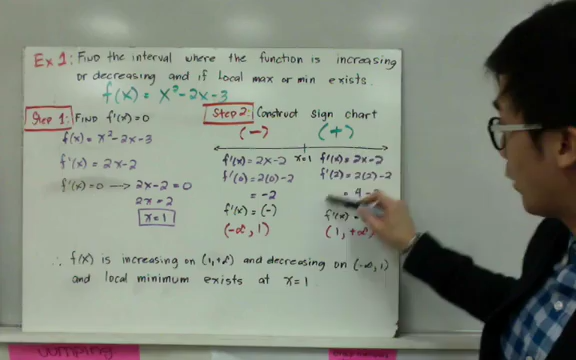 Ex 1: Find the interval where the function is increasing
or decreasing and if local max or min exists.
f(x) = x²-2x-3
Step 1: Find f'(x)=0
f(x) = x²-2x-3
f'(x) = 2x-2
f'(x)=0 → 2x-2=0
2x=2
x=1
Step 2: Construct sign chart
(-) (+)
x=1
f'(x)=2x-2
f'(0)=2(0)-2
= -2
f'(x)=(-)
(-∞, 1)
f'(x)=2x-2
f'(2)=2(2)-2
= 4-
f'(x) =
(1, +∞)
∴ f(x) is increasing on (1,+∞) and decreasing on (-∞, 1)
and local minimum exists at x=1
Jumping